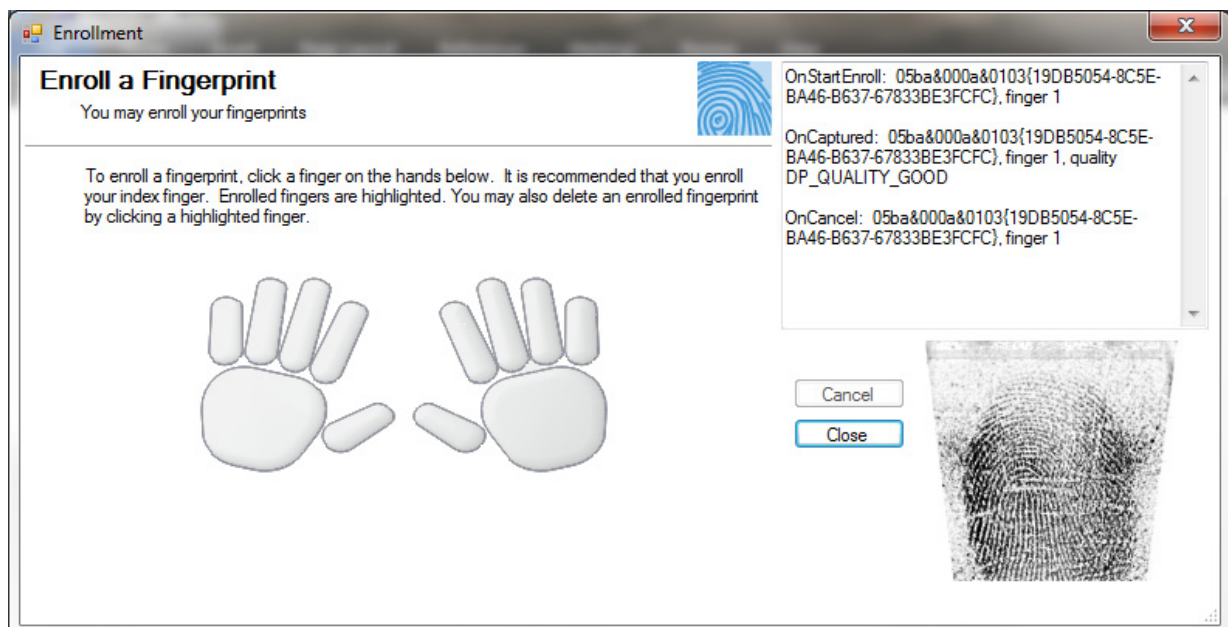 Enrollment
Enroll a Fingerprint
You may enroll your fingerprints
To enroll a fingerprint, click a finger on the hands below. It is recommended that you enroll
your index finger. Enrolled fingers are highlighted. You may also delete an enrolled fingerprint
by clicking a highlighted finger.
OnStartEnroll: 05ba&000a&0103{19DB5054-8C5E-
BA46-B637-67833BE3FCFC}, finger 1
OnCaptured: 05ba&000a&0103{19DB5054-8C5E-
BA46-B637-67833BE3FCFC}, finger 1, quality
DP_QUALITY_GOOD
OnCancel: 05ba&000a&0103{19DB5054-8C5E-
BA46-B637-67833BE3FCFC}, finger 1
Cancel
Close